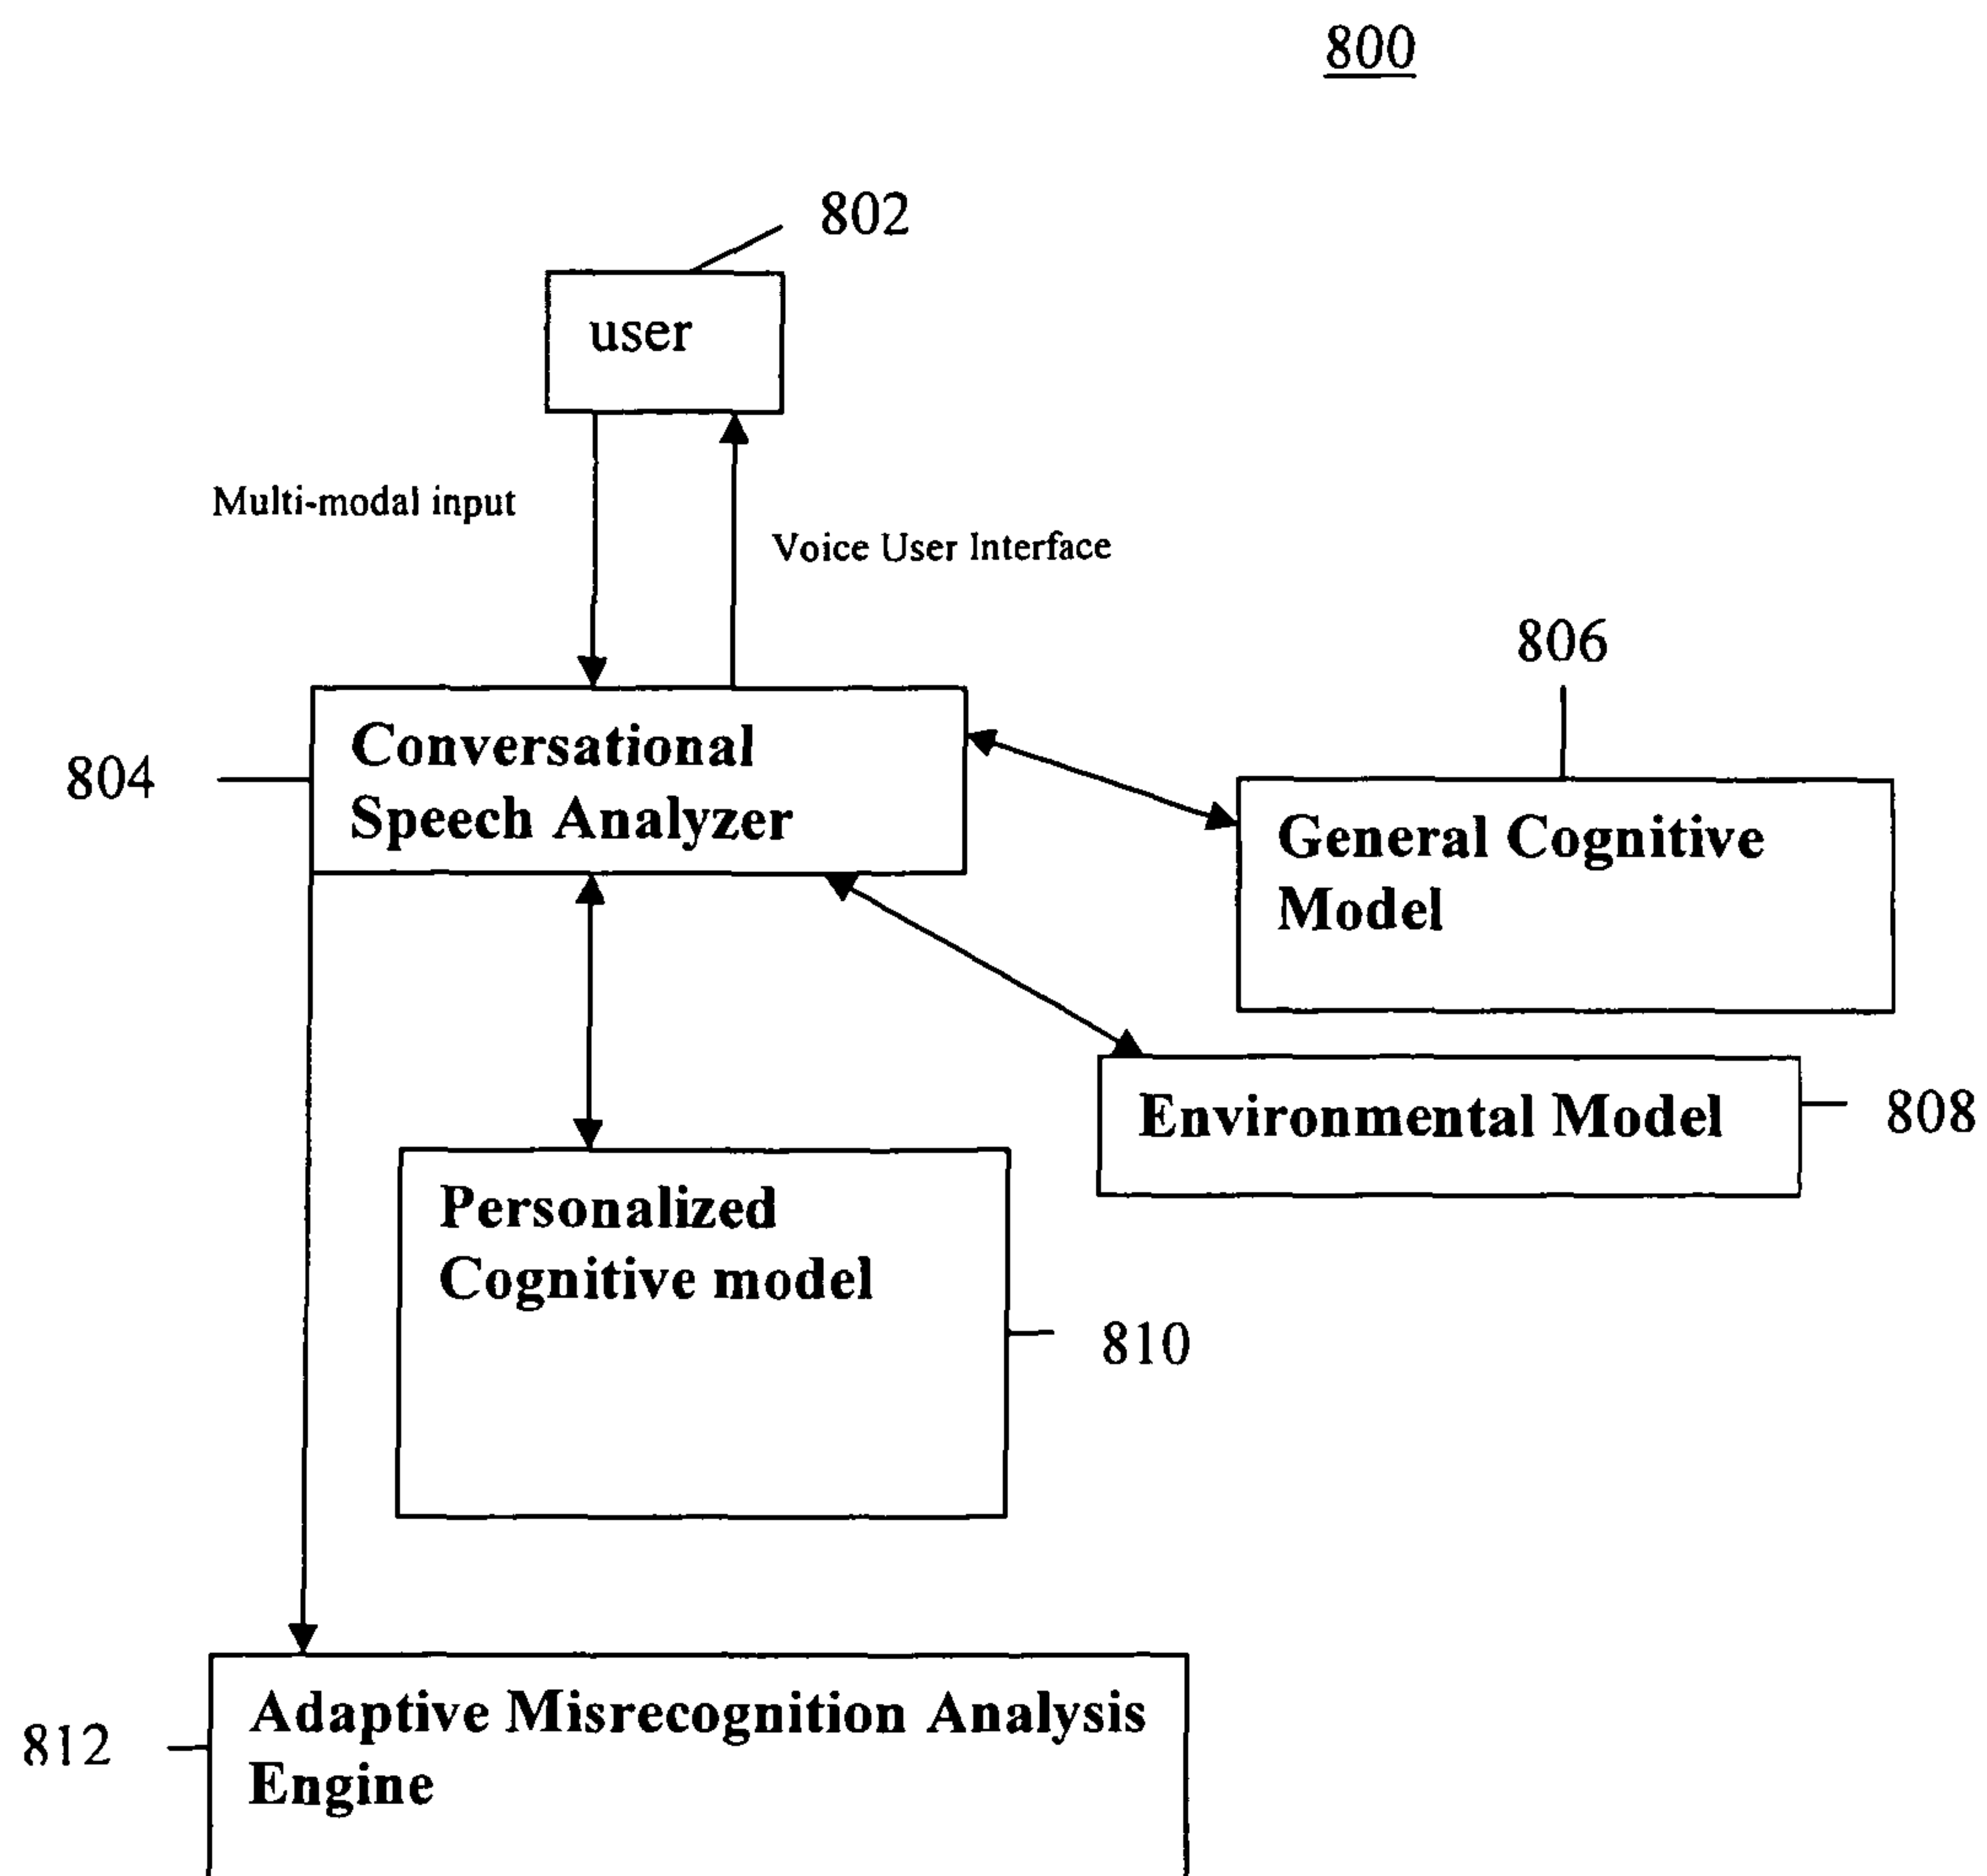 800
802
user
Multi-modal input
Voice User Interface
806
Conversational
Speech Analyzer
804
General Cognitive
Model
Environmental Model
808
Personalized
Cognitive model
810
Adaptive Misrecognition Analysis
Engine
812